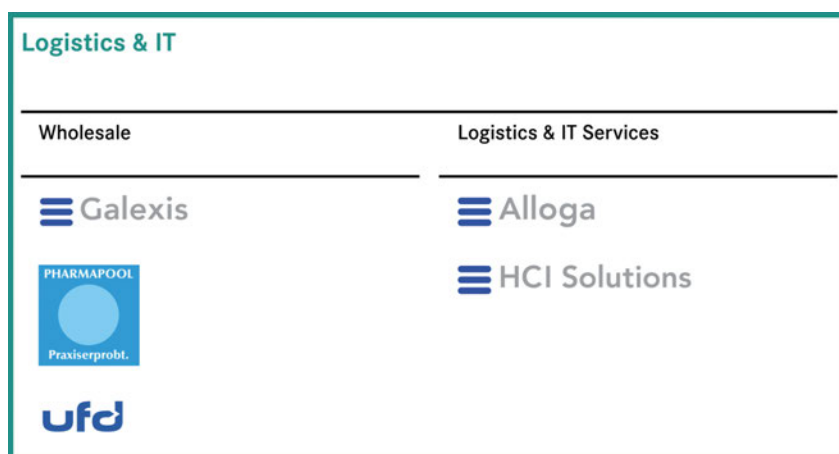 Logistics & IT
Wholesale
Galexis
PHARMAPOOL
Praxiserprobt.
ufd
Logistics & IT Services
Alloga
HCI Solutions